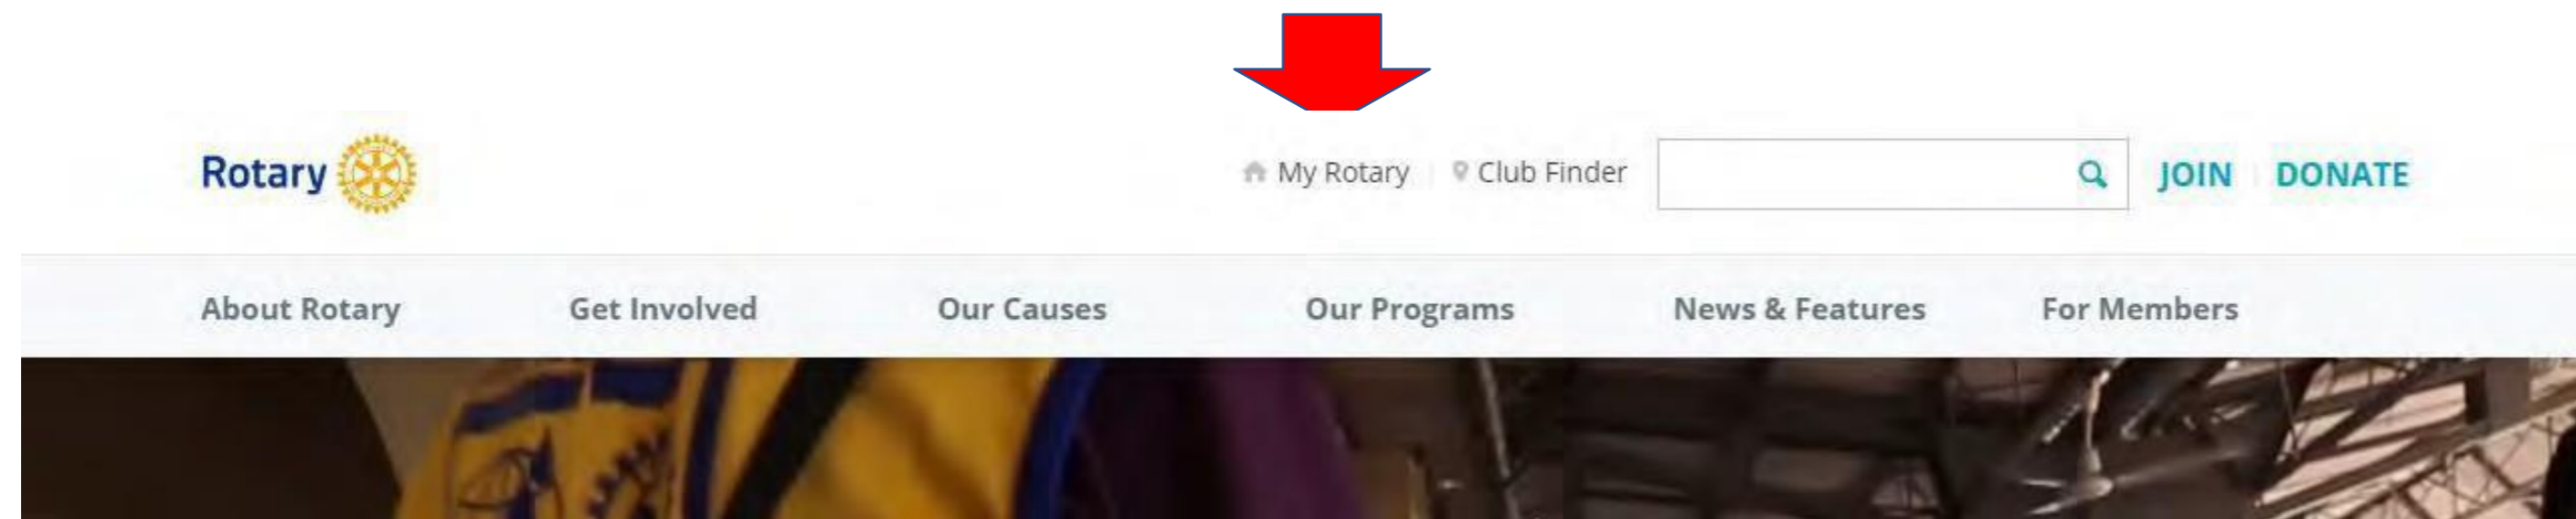 Rotary
My Rotary Club Finder JOIN DONATE
About Rotary Get Involved Our Causes Our Programs News & Features For Members